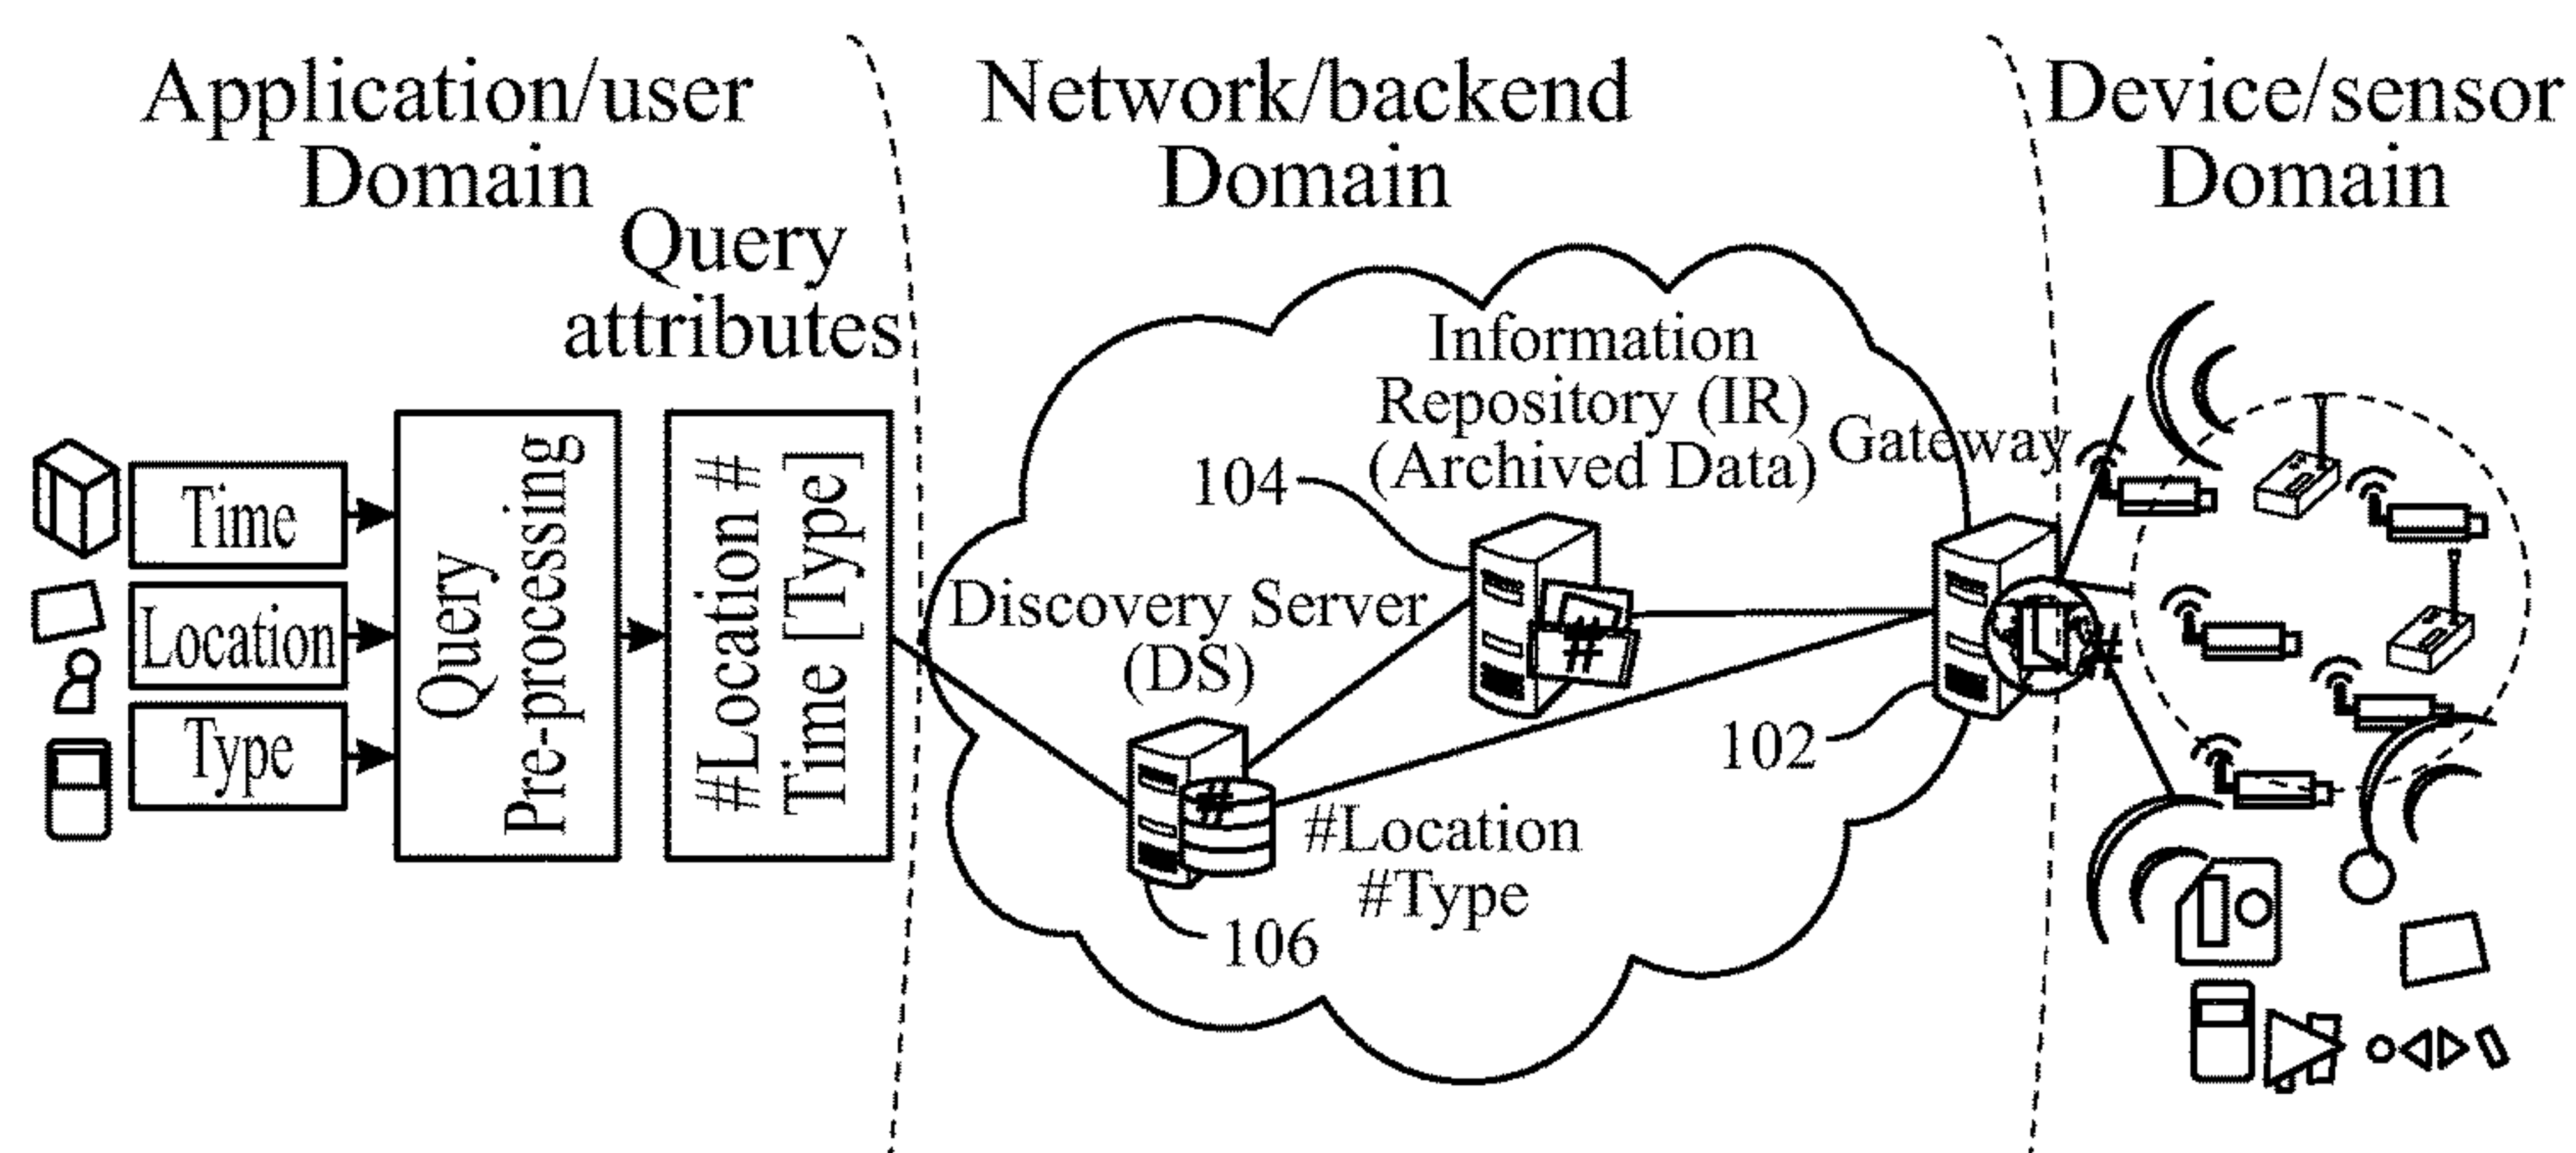 Application/user
Domain
Network/backend
Domain
Device/sensor
Domain
Query
attributes
Time
Location
Type
Query
Pre-processing
#Location #
Time [Type]
Information
Repository (IR)
(Archived Data)
104
Gateway
Discovery Server
(DS)
#
#
#
102
#Location
#Type
106